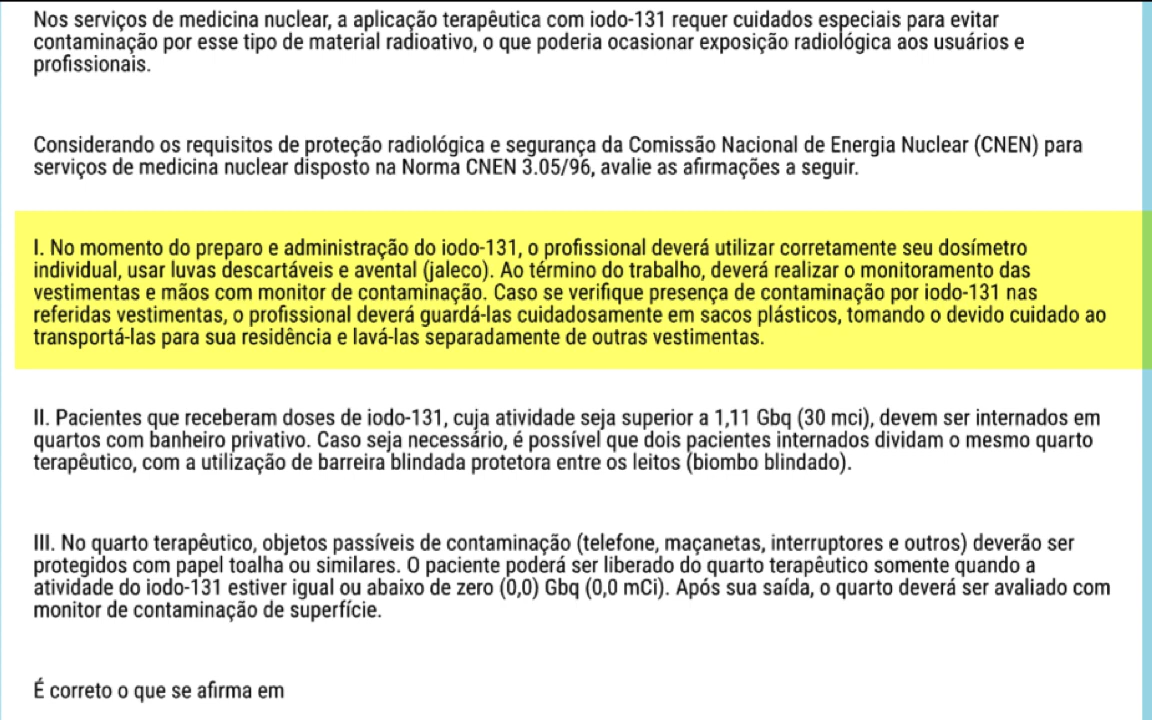 Nos serviços de medicina nuclear, a aplicação terapêutica com iodo-131 requer cuidados especiais para evitar
contaminação por esse tipo de material radioativo, o que poderia ocasionar exposição radiológica aos usuários e
profissionais.
Considerando os requisitos de proteção radiológica e segurança da Comissão Nacional de Energia Nuclear (CNEN) para
serviços de medicina nuclear disposto na Norma CNEN 3.05/96, avalie as afirmações a seguir.
I. No momento do preparo e administração do iodo-131, o profissional deverá utilizar corretamente seu dosímetro
individual, usar luvas descartáveis e avental (jaleco). Ao término do trabalho, deverá realizar o monitoramento das
vestimentas e mãos com monitor de contaminação. Caso se verifique presença de contaminação por iodo-131 nas
referidas vestimentas, o profissional deverá guardá-las cuidadosamente em sacos plásticos, tomando o devido cuidado ao
transportá-las para sua residência e lavá-las separadamente de outras vestimentas.
II. Pacientes que receberam doses de iodo-131, cuja atividade seja superior a 1,11 Gbq (30 mci), devem ser internados em
quartos com banheiro privativo. Caso seja necessário, é possível que dois pacientes internados dividam o mesmo quarto
terapêutico, com a utilização de barreira blindada protetora entre os leitos (biombo blindado).
III. No quarto terapêutico, objetos passíveis de contaminação (telefone, maçanetas, interruptores e outros) deverão ser
protegidos com papel toalha ou similares. O paciente poderá ser liberado do quarto terapêutico somente quando a
atividade do iodo-131 estiver igual ou abaixo de zero (0,0) Gbq (0,0 mCi). Após sua saída, o quarto deverá ser avaliado com
monitor de contaminação de superfície.
É correto o que se afirma em